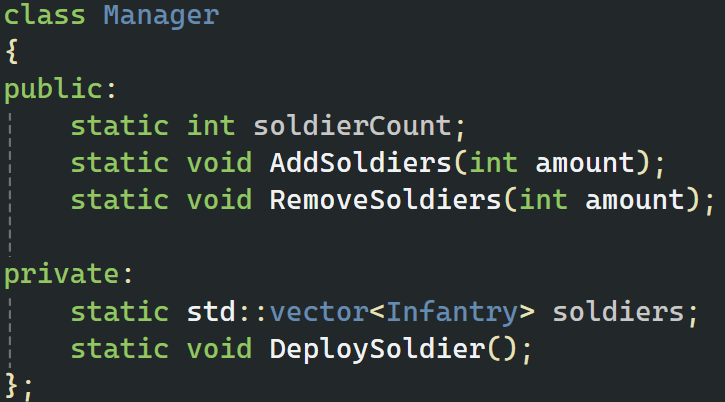 class Manager
{
public:
    static int soldierCount;
    static void AddSoldiers(int amount);
    static void RemoveSoldiers(int amount);

private:
    static std::vector<Infantry> soldiers;
    static void DeploySoldier();
};